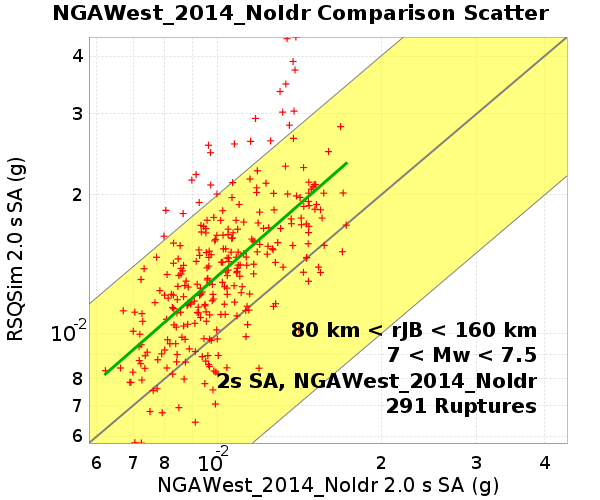 NGAWest_2014_NoIdr Comparison Scatter
RSQSim 2.0 s SA (g)
4
3
2
10⁻²
8
7
6
80 km < rJB < 160 km
7 < Mw < 7.5
2s SA, NGAWest_2014_NoIdr
291 Ruptures
6 7 8 10⁻² 2 3 4
NGAWest_2014_NoIdr 2.0 s SA (g)